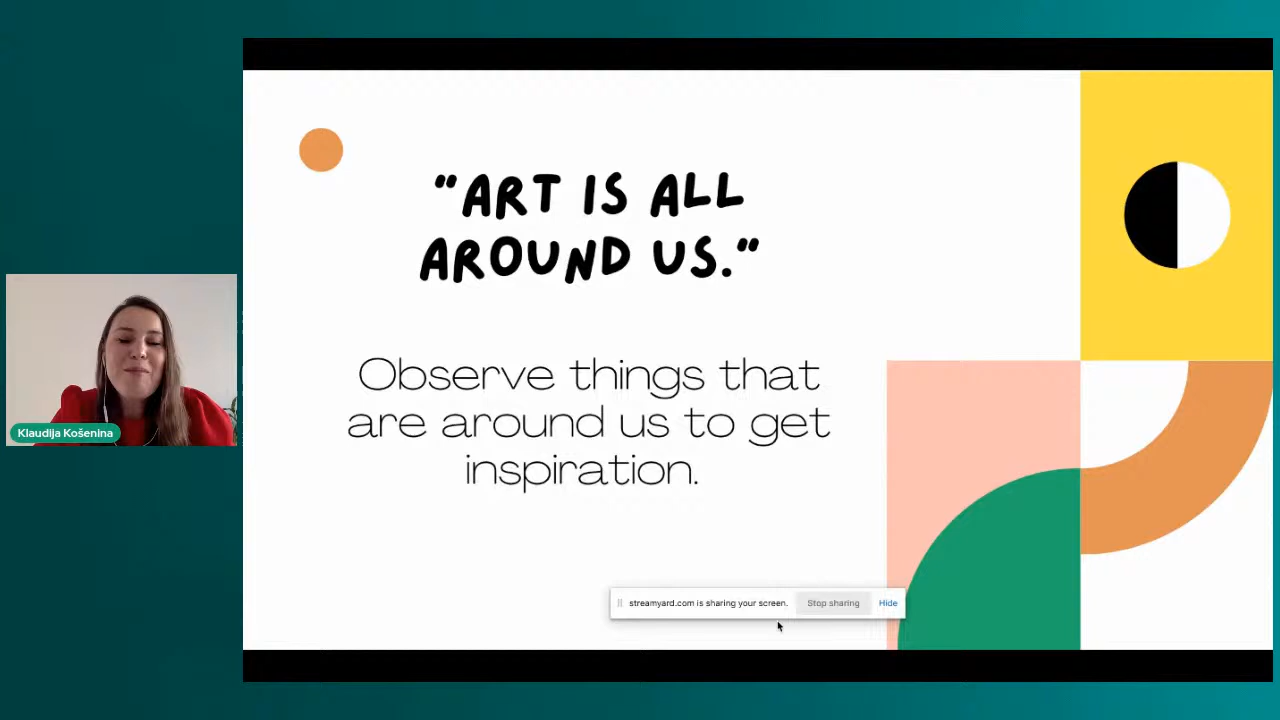 "ART IS ALL
AROUND US."
Observe things that
are around us to get
inspiration.
Klaudija Košenina
streamyard.com is sharing your screen. Stop sharing Hide